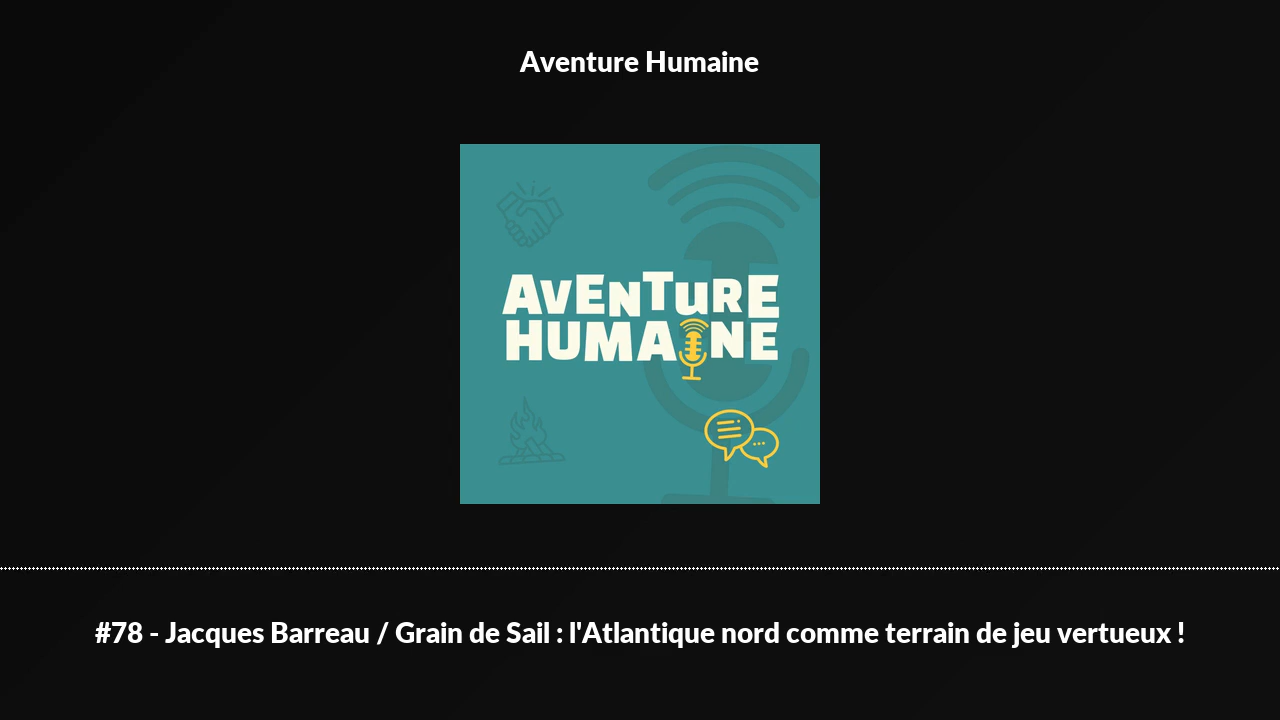 Aventure Humaine
AVENTURE
HUMAINE
#78 - Jacques Barreau / Grain de Sail : l'Atlantique nord comme terrain de jeu vertueux !